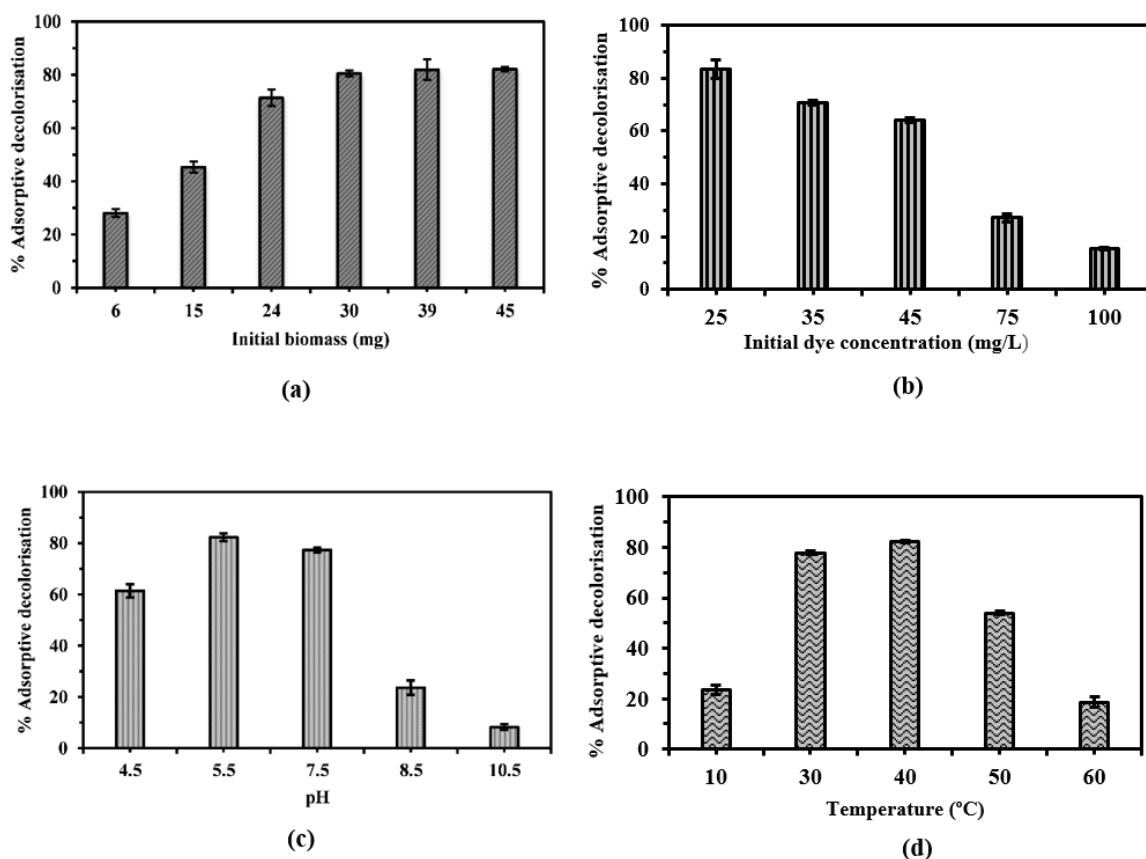 100
80
60
40
20
0
% Adsorptive decolorisation
6 15 24 30 39 45
Initial biomass (mg)
(a)
100
80
60
40
20
0
% Adsorptive decolorisation
25 35 45 75 100
Initial dye concentration (mg/L)
(b)
100
80
60
40
20
0
% Adsorptive decolorisation
4.5 5.5 7.5 8.5 10.5
pH
(c)
100
80
60
40
20
0
% Adsorptive decolorisation
10 30 40 50 60
Temperature (°C)
(d)